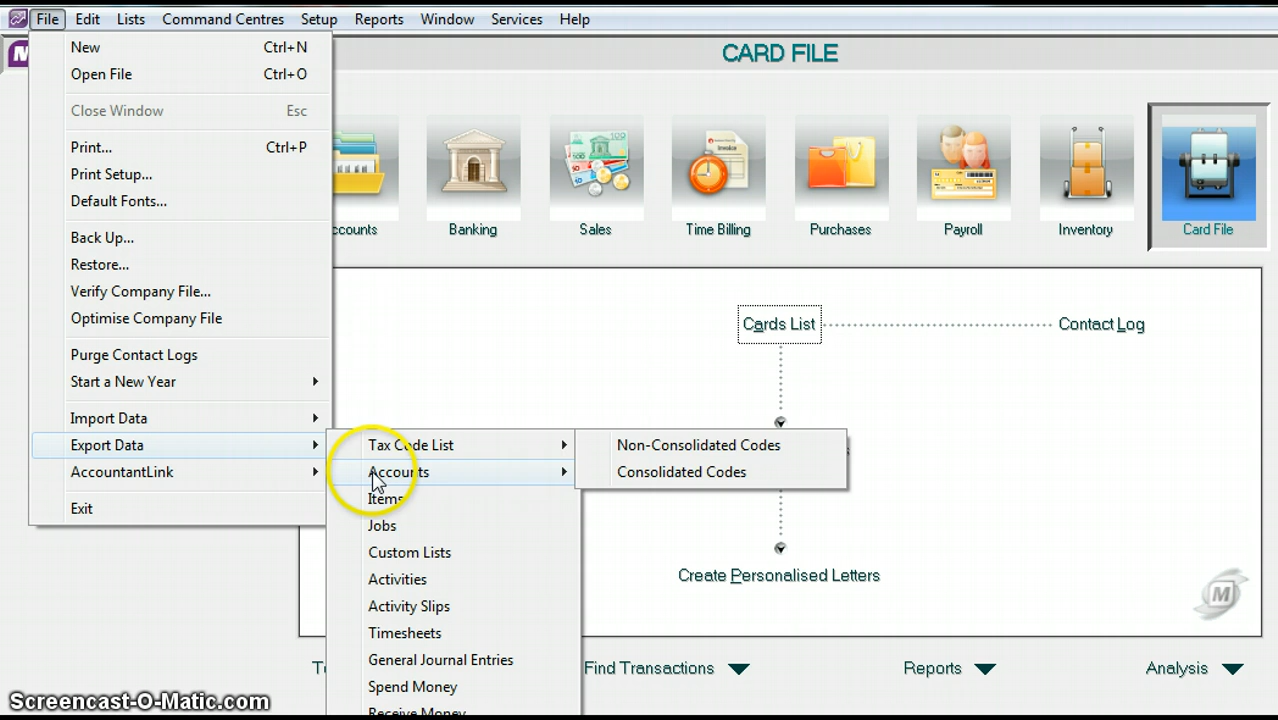 File Edit Lists Command Centres Setup Reports Window Services Help
CARD FILE
New Ctrl+N
Open File Ctrl+O
Close Window Esc
Print... Ctrl+P
Print Setup...
Default Fonts...
Back Up...
Restore...
Verify Company File...
Optimise Company File
Purge Contact Logs
Start a New Year
Import Data
Export Data
AccountantLink
Exit
Banking Sales Time Billing Purchases Payroll Inventory Card File
Cards List Contact Log
Tax Code List
Accounts
Items
Jobs
Custom Lists
Activities
Activity Slips
Timesheets
General Journal Entries
Spend Money
Receive Money
Non-Consolidated Codes
Consolidated Codes
Create Personalised Letters
M
Find Transactions Reports Analysis
Screencast-O-Matic.com